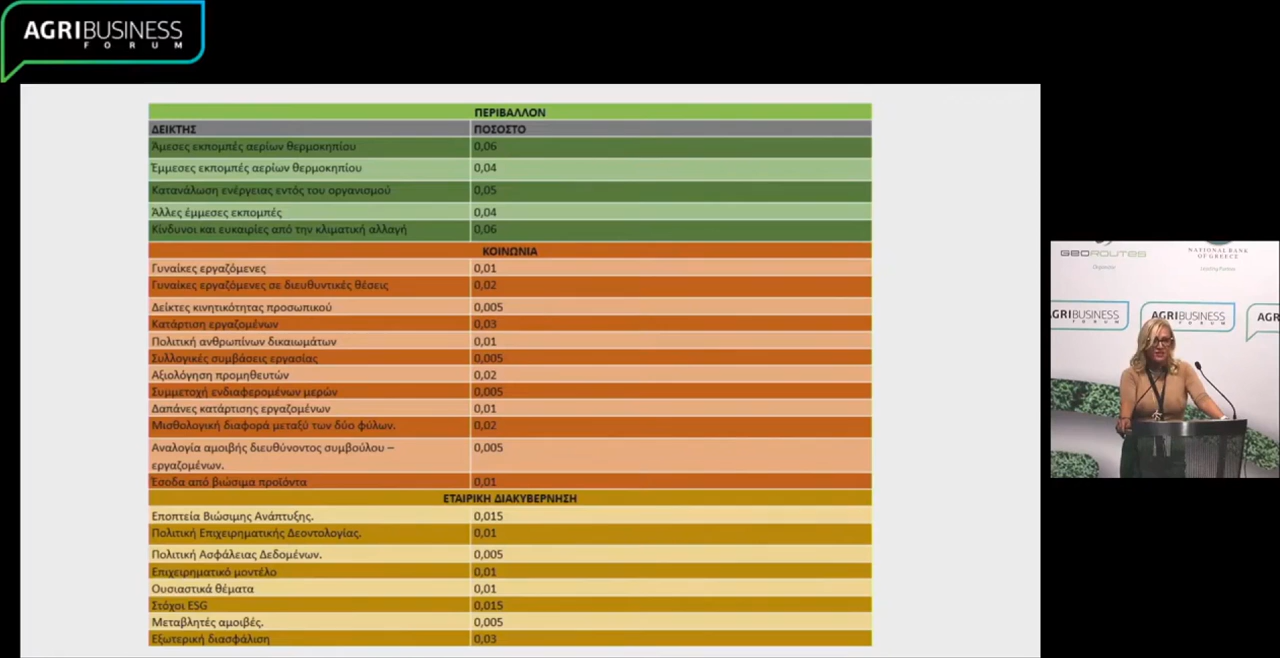 AGRIBUSINESS
FORUM
ΠΕΡΙΒΑΛΛΟΝ
ΔΕΙΚΤΗΣ ΠΟΣΟΣΤΟ
Άμεσες εκπομπές αερίων θερμοκηπίου 0,06
Έμμεσες εκπομπές αερίων θερμοκηπίου 0,04
Κατανάλωση ενέργειας εντός του οργανισμού 0,05
Άλλες έμμεσες εκπομπές 0,04
Κίνδυνοι και ευκαιρίες από την κλιματική αλλαγή 0,06
ΚΟΙΝΩΝΙΑ
Γυναίκες εργαζόμενες 0,01
Γυναίκες εργαζόμενες σε διευθυντικές θέσεις 0,02
Δείκτες κινητικότητας προσωπικού 0,005
Κατάρτιση εργαζομένων 0,03
Πολιτική ανθρωπίνων δικαιωμάτων 0,01
Συλλογικές συμβάσεις εργασίας 0,005
Αξιολόγηση προμηθευτών 0,02
Συμμετοχή ενδιαφερομένων μερών 0,005
Δαπάνες κατάρτισης εργαζομένων 0,01
Μισθολογική διαφορά μεταξύ των δύο φύλων. 0,02
Αναλογία αμοιβής διευθύνοντος συμβούλου – 0,005
εργαζομένων.
Έσοδα από βιώσιμα προϊόντα 0,01
ΕΤΑΙΡΙΚΗ ΔΙΑΚΥΒΕΡΝΗΣΗ
Εποπτεία Βιώσιμης Ανάπτυξης. 0,015
Πολιτική Επιχειρηματικής Δεοντολογίας. 0,01
Πολιτική Ασφάλειας Δεδομένων. 0,005
Επιχειρηματικό μοντέλο 0,01
Ουσιαστικά θέματα 0,01
Στόχοι ESG 0,015
Μεταβλητές αμοιβές. 0,005
Εξωτερική διασφάλιση 0,03
GEOROUTES
NATIONAL BANK
OF GREECE
GRIBUSINESS
FORUM
AGRIBUSINESS
FORUM
AGR